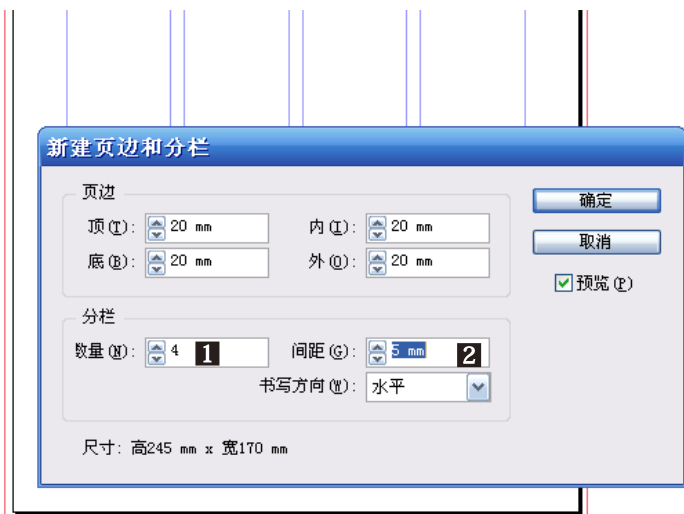 新建页边和分栏
页边
顶(T): 20 mm 内(I): 20 mm
底(B): 20 mm 外(O): 20 mm
确定
取消
预览(P)
分栏
数量(N): 4 1 间距(G): 5 mm 2
书写方向(W): 水平
尺寸: 高245 mm x 宽170 mm